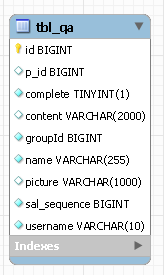 tbl_qa
id BIGINT
p_id BIGINT
complete TINYINT(1)
content VARCHAR(2000)
groupId BIGINT
name VARCHAR(255)
picture VARCHAR(1000)
sal_sequence BIGINT
username VARCHAR(10)
Indexes